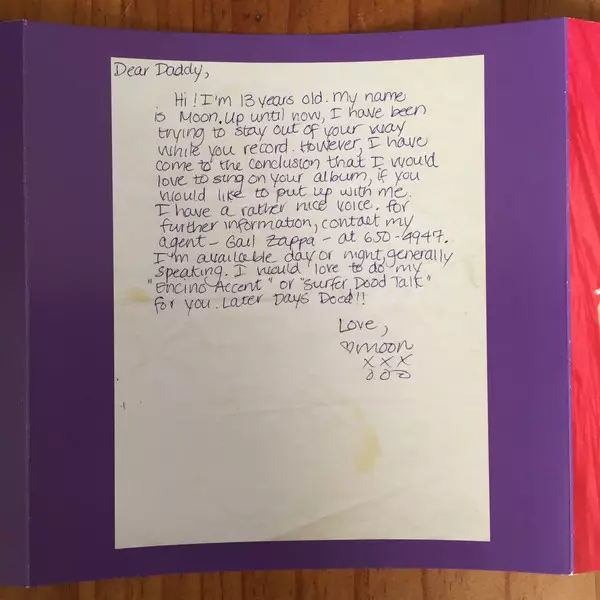 Dear Daddy,
Hi! I'm 13 years old. My name
is Moon. Up until now, I have been
trying to stay out of your way
while you record. However, I have
come to the conclusion that I would
love to sing on your album, if you
would like to put up with me.
I have a rather nice voice. For
further information, contact my
agent - Gail Zappa - at 650-4947.
I'm available day or night, generally
speaking. I would love to do my
"Encino Accent" or "Surfer Dood Talk"
for you. Later Days Dood!!
Love,
♡Moon
x x x
o o o